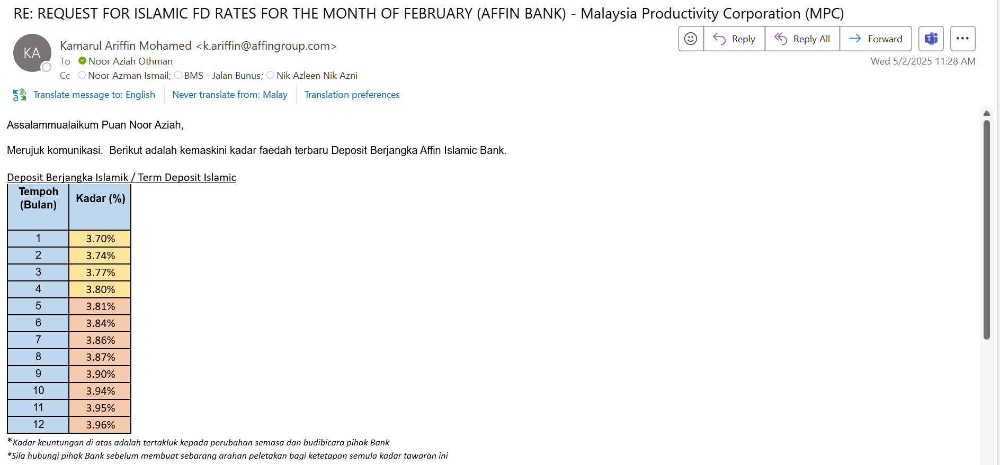 RE: REQUEST FOR ISLAMIC FD RATES FOR THE MONTH OF FEBRUARY (AFFIN BANK) - Malaysia Productivity Corporation (MPC)
KA
Kamarul Ariffin Mohamed <k.ariffin@affingroup.com>
Reply
Reply All
Forward
To Noor Aziah Othman
Wed 5/2/2025 11:28 AM
Cc Noor Azman Ismail; BMS - Jalan Bunus; Nik Azleen Nik Azni
Translate message to: English
Never translate from: Malay
Translation preferences
Assalammualaikum Puan Noor Aziah,
Merujuk komunikasi.  Berikut adalah kemaskini kadar faedah terbaru Deposit Berjangka Affin Islamic Bank.
Deposit Berjangka Islamik / Term Deposit Islamic
Tempoh (Bulan) Kadar (%)
1 3.70%
2 3.74%
3 3.77%
4 3.80%
5 3.81%
6 3.84%
7 3.86%
8 3.87%
9 3.90%
10 3.94%
11 3.95%
12 3.96%
*Kadar keuntungan di atas adalah tertakluk kepada perubahan semasa dan budibicara pihak Bank
*Sila hubungi pihak Bank sebelum membuat sebarang arahan peletakan bagi ketetapan semula kadar tawaran ini